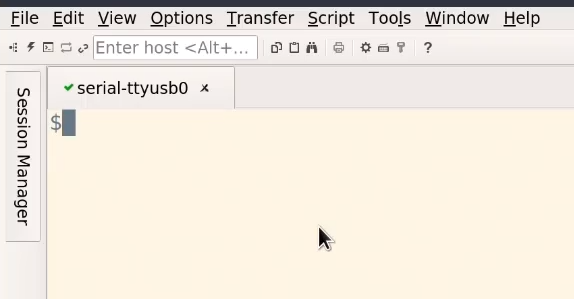 File Edit View Options Transfer Script Tools Window Help
Enter host <Alt+... ?
serial-ttyusb0
Session Manager
$